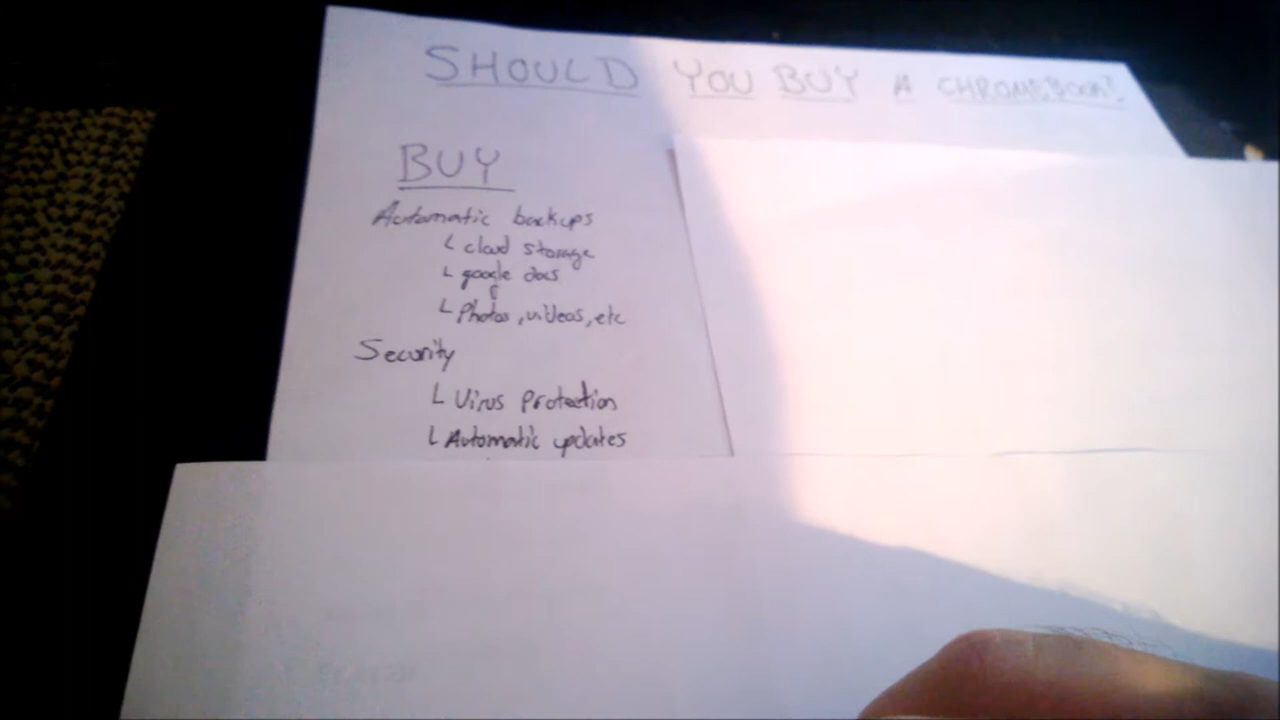 SHOULD YOU BUY A CHROMEBOOK?
BUY
Automatic backups
└ cloud storage
└ google docs
└ Photos, videos, etc
Security
└ Virus Protection
└ Automatic updates